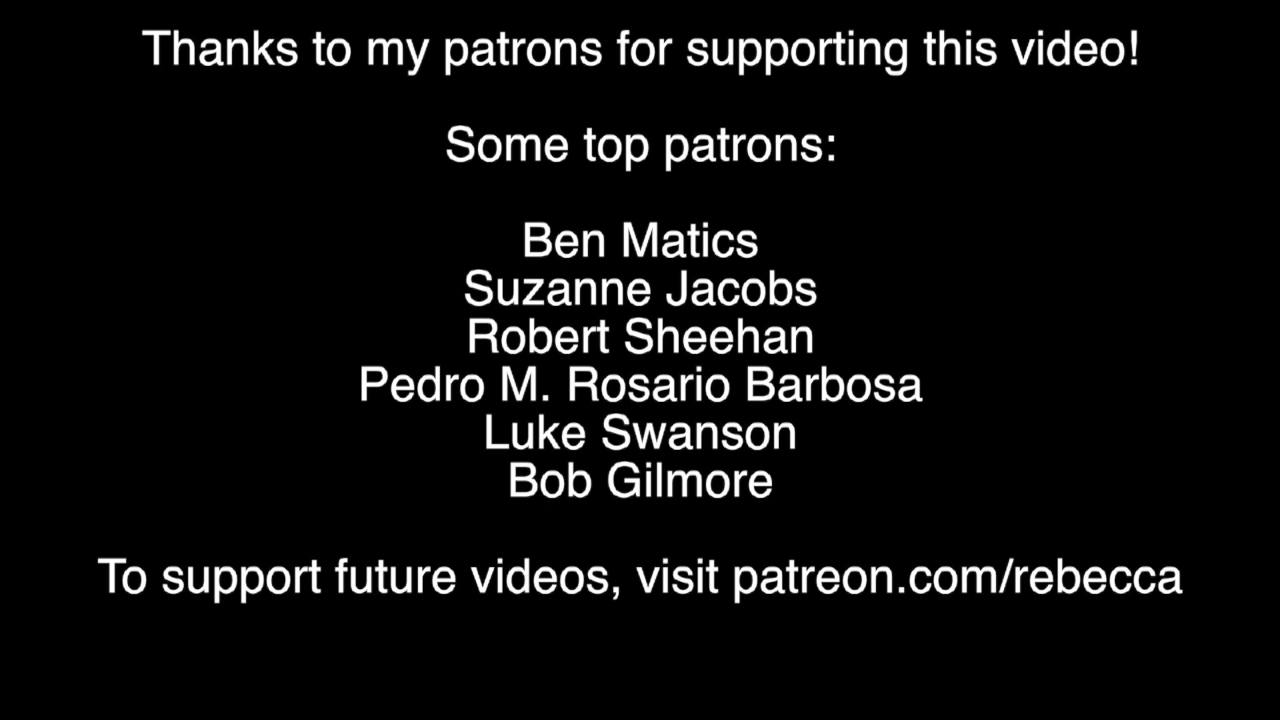 Thanks to my patrons for supporting this video!
Some top patrons:
Ben Matics
Suzanne Jacobs
Robert Sheehan
Pedro M. Rosario Barbosa
Luke Swanson
Bob Gilmore
To support future videos, visit patreon.com/rebecca